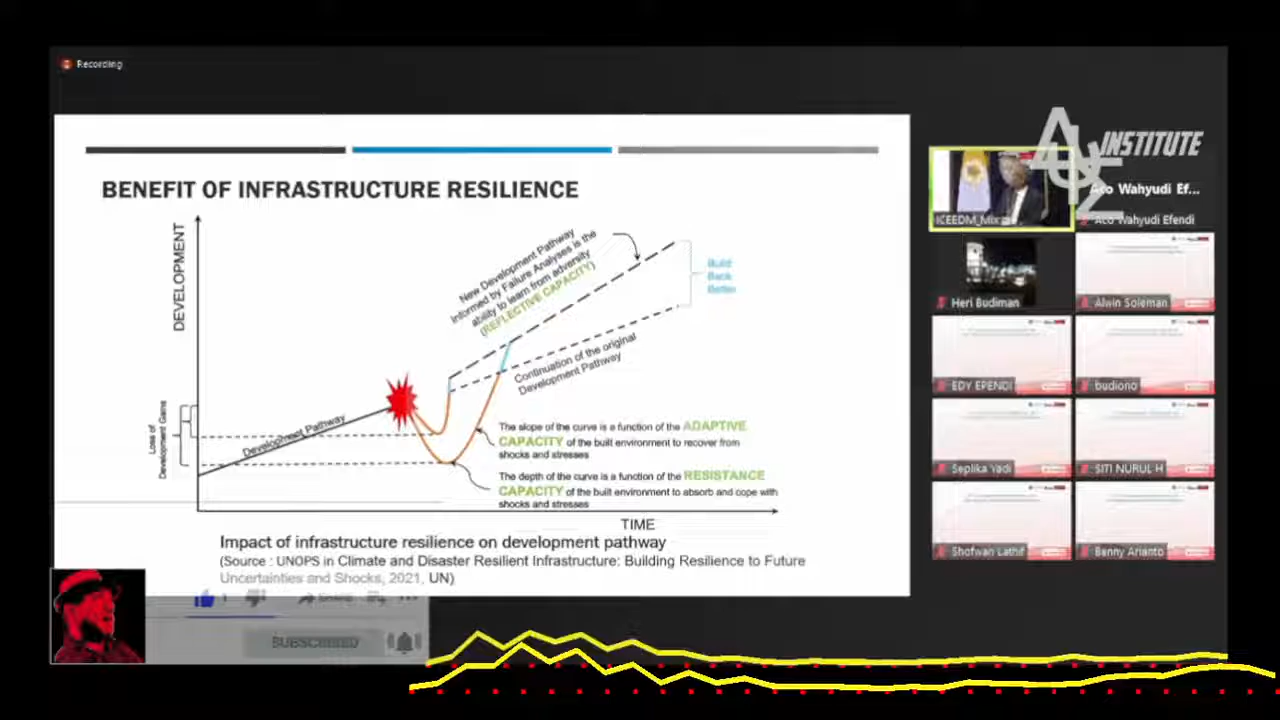 Recording
INSTITUTE
BENEFIT OF INFRASTRUCTURE RESILIENCE
DEVELOPMENT
New Development Pathway
informed by Failure Analyses is the
ability to learn from adversity
(REFLECTIVE CAPACITY)
Build
Back
Better
Continuation of the original
Development Pathway
Development Pathway
Loss of
Development Gains
The slope of the curve is a function of the ADAPTIVE
CAPACITY of the built environment to recover from
shocks and stresses
The depth of the curve is a function of the RESISTANCE
CAPACITY of the built environment to absorb and cope with
shocks and stresses
TIME
Impact of infrastructure resilience on development pathway
(Source : UNOPS in Climate and Disaster Resilient Infrastructure: Building Resilience to Future
Uncertainties and Shocks, 2021, UN)
Aco Wahyudi Ef...
Aco Wahyudi Efendi
Heri Budiman
Alwin Soleman
EDY EPENDI
budiono
Seplika Yadi
SITI NURUL H
Shofwan Lathif
Benny Arianto
SHARE
SUBSCRIBED